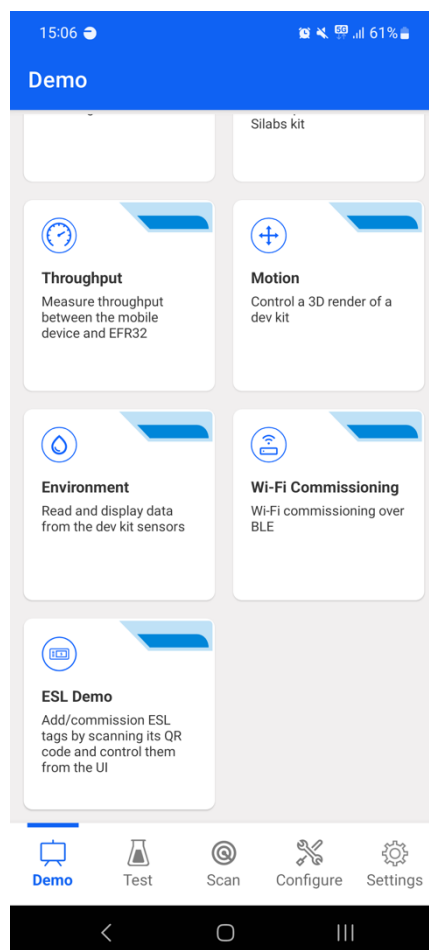 15:06
5G
61%
Demo
Silabs kit
Throughput
Measure throughput
between the mobile
device and EFR32
Motion
Control a 3D render of a
dev kit
Environment
Read and display data
from the dev kit sensors
Wi-Fi Commissioning
Wi-Fi commissioning over
BLE
ESL Demo
Add/commission ESL
tags by scanning its QR
code and control them
from the UI
Demo
Test
Scan
Configure
Settings